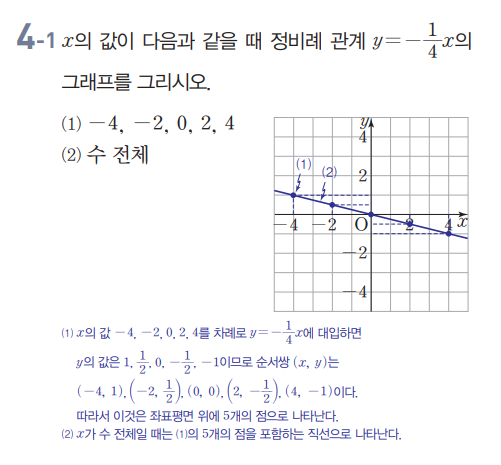 4-1 x의 값이 다음과 같을 때 정비례 관계 y=-\frac{1}{4}x의
그래프를 그리시오.
(1) -4, -2, 0, 2, 4
(2) 수 전체
y
4
(1)
(2)
2
-4 -2 O 2 4 x
-2
-4
(1) x의 값 -4, -2, 0, 2, 4를 차례로 y=-\frac{1}{4}x에 대입하면
y의 값은 1, \frac{1}{2}, 0, -\frac{1}{2}, -1이므로 순서쌍 (x, y)는
(-4, 1), (-2, \frac{1}{2}), (0, 0), (2, -\frac{1}{2}), (4, -1)이다.
따라서 이것은 좌표평면 위에 5개의 점으로 나타난다.
(2) x가 수 전체일 때는 (1)의 5개의 점을 포함하는 직선으로 나타난다.